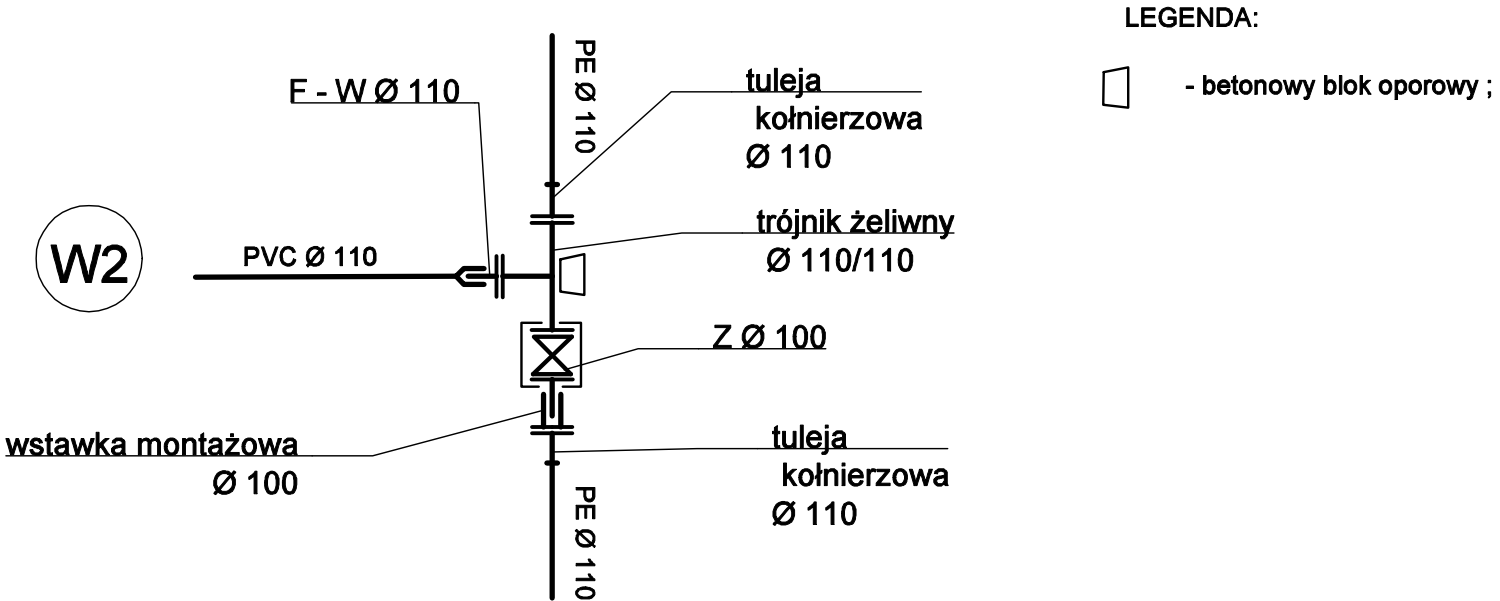 LEGENDA:
- betonowy blok oporowy ;
F - W Ø 110
PE Ø 110
tuleja
kołnierzowa
Ø 110
W2
PVC Ø 110
trójnik żeliwny
Ø 110/110
Z Ø 100
wstawka montażowa
Ø 100
tuleja
kołnierzowa
Ø 110
PE Ø 110